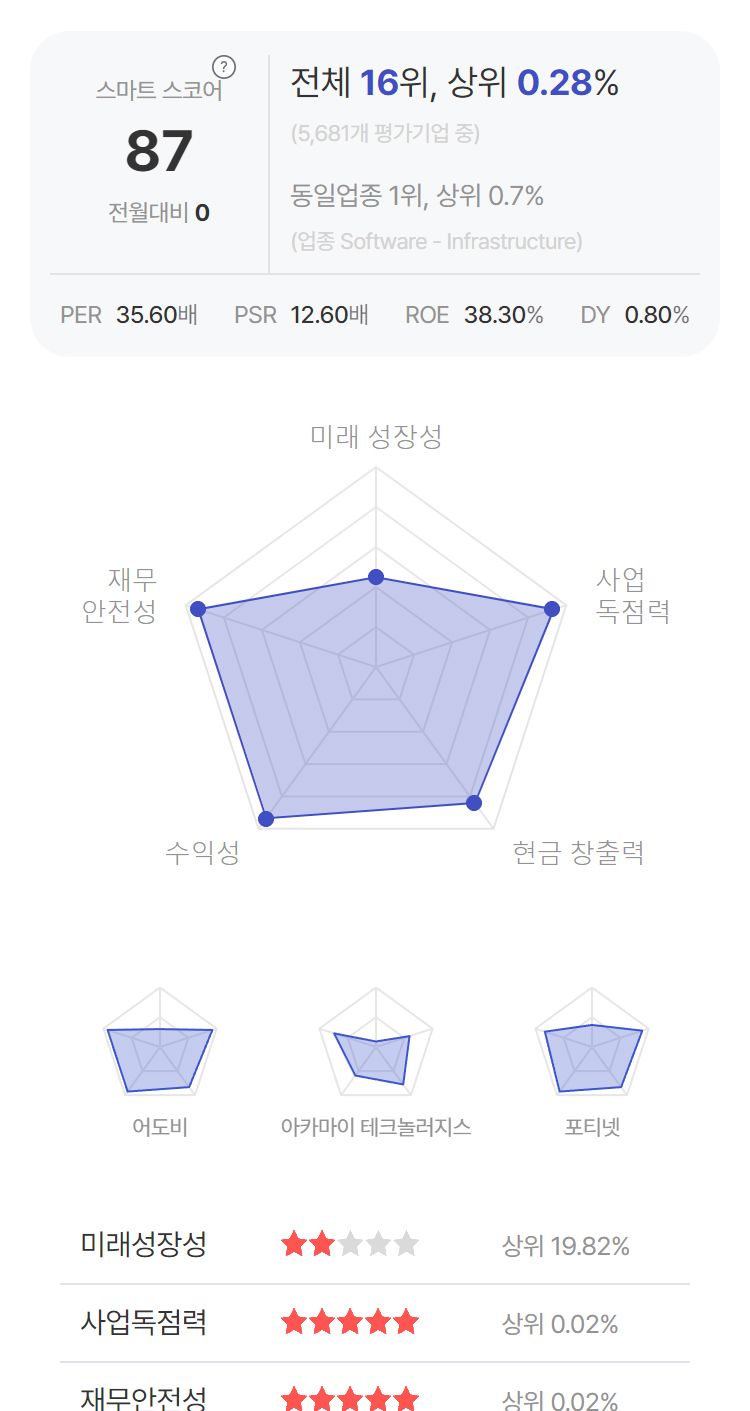 스마트 스코어 ?
87
전월대비 0
전체 16위, 상위 0.28%
(5,681개 평가기업 중)
동일업종 1위, 상위 0.7%
(업종 Software - Infrastructure)
PER 35.60배 PSR 12.60배 ROE 38.30% DY 0.80%
미래 성장성
재무
안전성
사업
독점력
수익성
현금 창출력
어도비
아카마이 테크놀러지스
포티넷
미래성장성 상위 19.82%
사업독점력 상위 0.02%
재무안전성 상위 0.02%